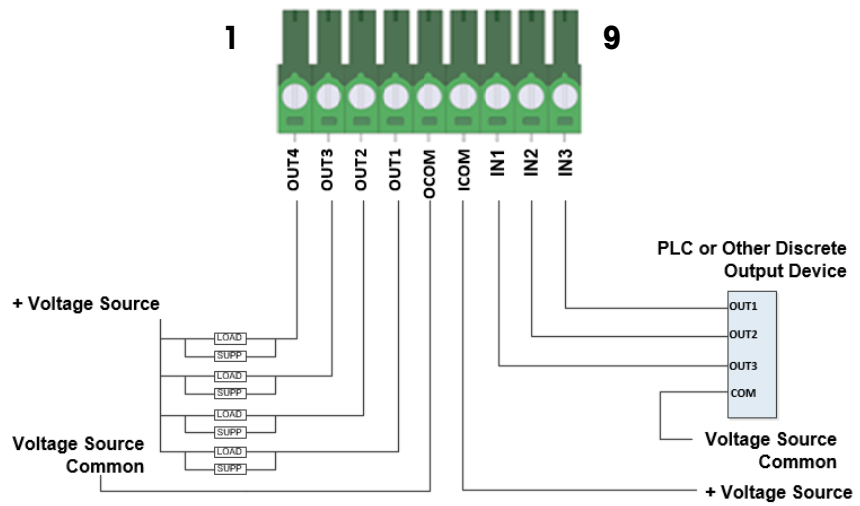 1
9
OUT4
OUT3
OUT2
OUT1
OCOM
ICOM
IN1
IN2
IN3
PLC or Other Discrete
Output Device
OUT1
OUT2
OUT3
COM
+ Voltage Source
LOAD
SUPP
LOAD
SUPP
LOAD
SUPP
LOAD
SUPP
Voltage Source
Common
Voltage Source
Common
+ Voltage Source